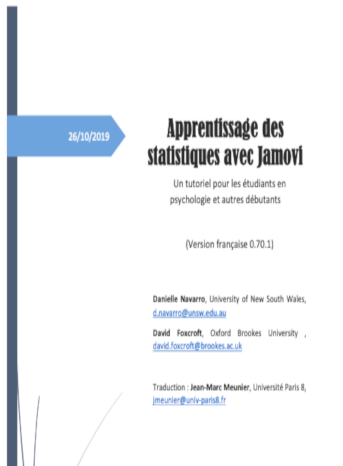 26/10/2019
Apprentissage des
statistiques avec Jamovi
Un tutoriel pour les étudiants en
psychologie et autres débutants
(Version française 0.70.1)
Danielle Navarro, University of New South Wales,
d.navarro@unsw.edu.au
David Foxcroft, Oxford Brookes University ,
david.foxcroft@brookes.ac.uk
Traduction : Jean-Marc Meunier, Université Paris 8,
jmeunier@univ-paris8.fr